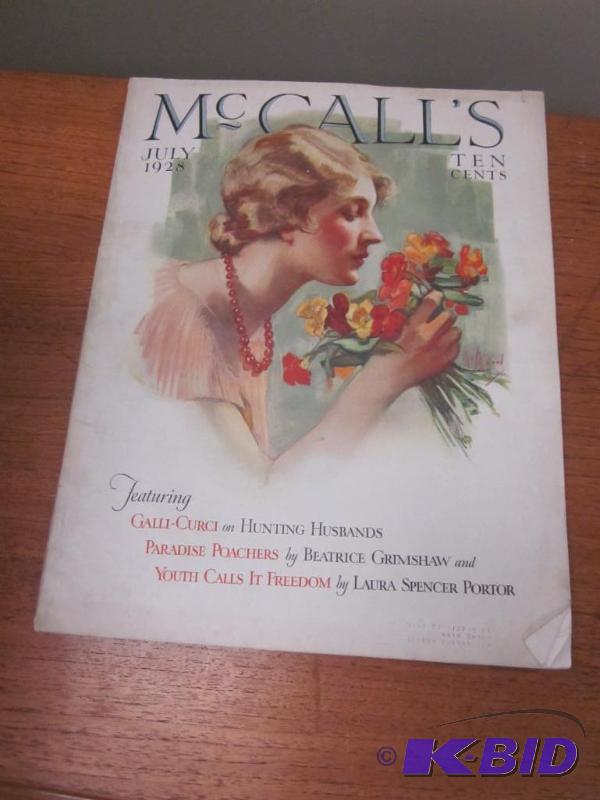 McCALL'S
JULY
1928
TEN
CENTS
Featuring
GALLI-CURCI on HUNTING HUSBANDS
PARADISE POACHERS by BEATRICE GRIMSHAW and
YOUTH CALLS IT FREEDOM by LAURA SPENCER PORTOR
© K-BID